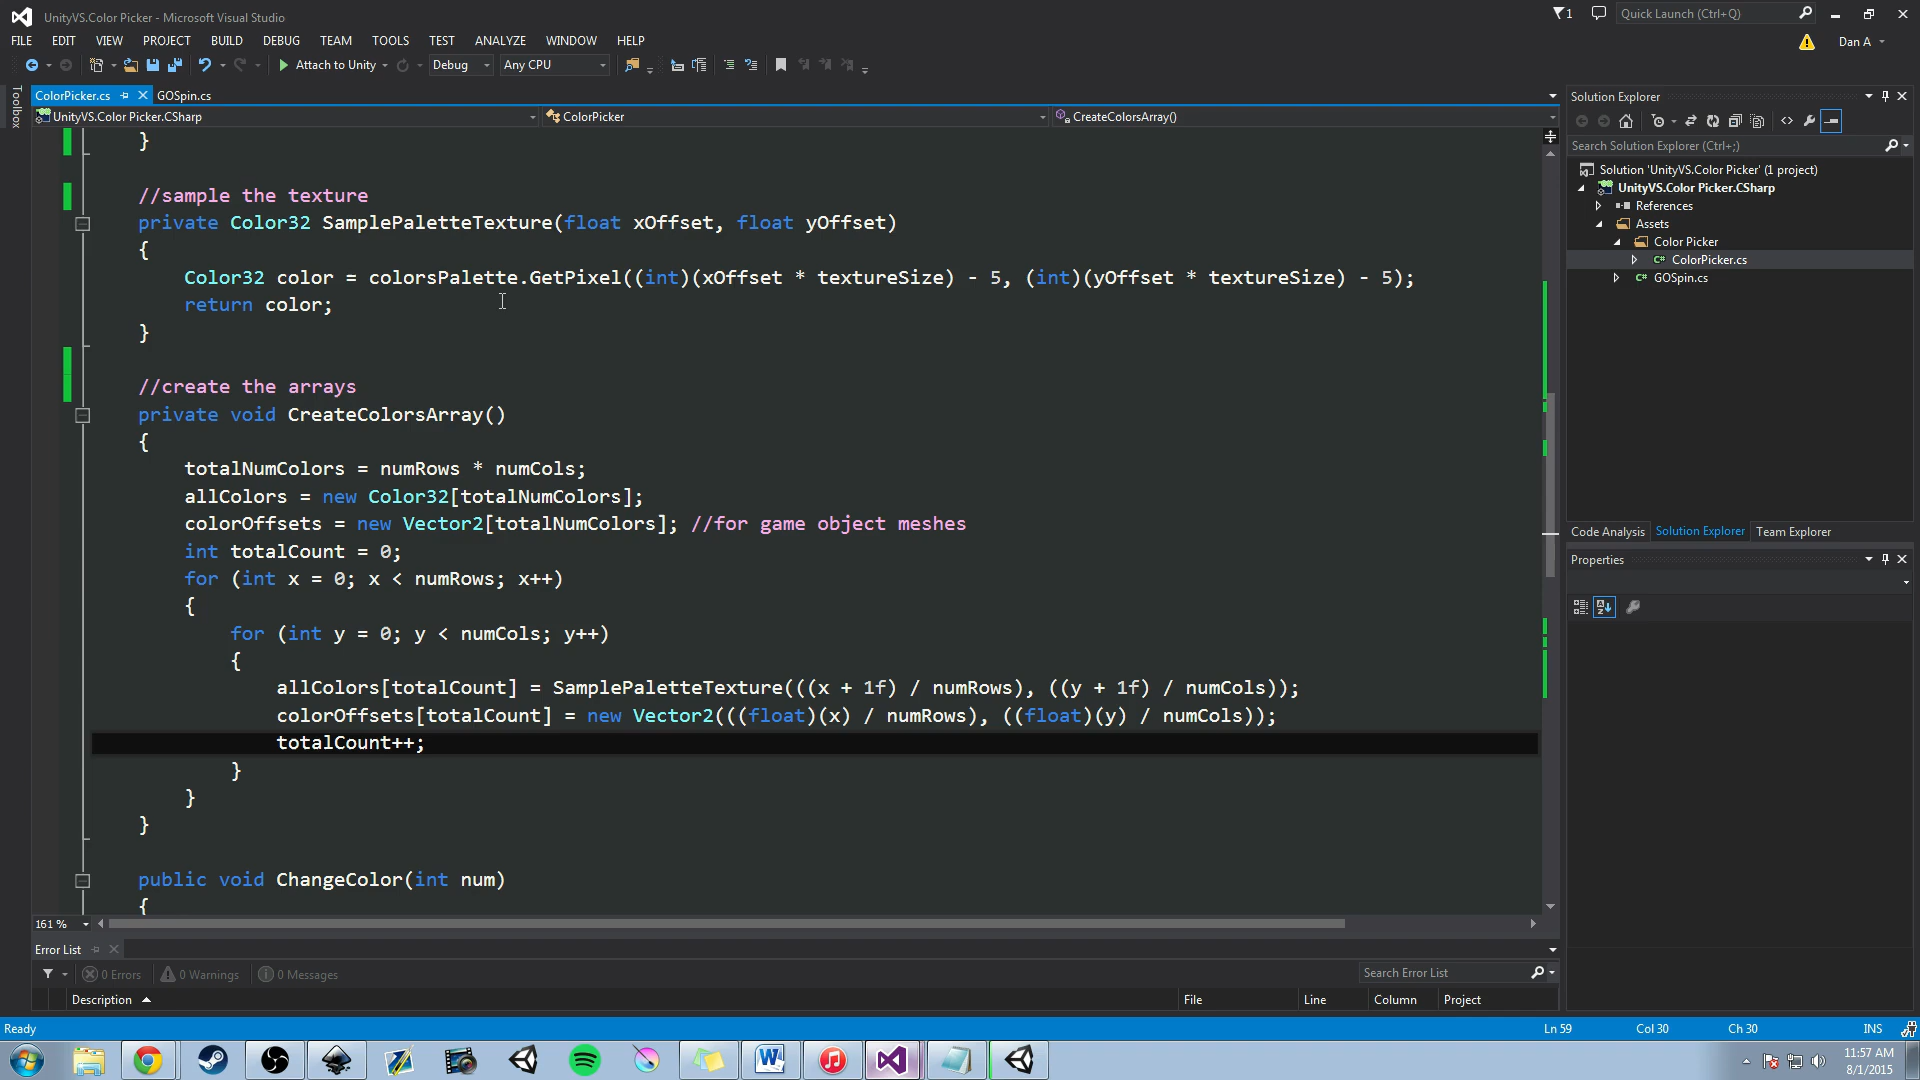 UnityVS.Color Picker - Microsoft Visual Studio
1
Quick Launch (Ctrl+Q)
FILE EDIT VIEW PROJECT BUILD DEBUG TEAM TOOLS TEST ANALYZE WINDOW HELP
Dan A
Attach to Unity Debug Any CPU
Toolbox
ColorPicker.cs GOSpin.cs
UnityVS.Color Picker.CSharp ColorPicker CreateColorsArray()
}
//sample the texture
private Color32 SamplePaletteTexture(float xOffset, float yOffset)
{
Color32 color = colorsPalette.GetPixel((int)(xOffset * textureSize) - 5, (int)(yOffset * textureSize) - 5);
return color;
}
//create the arrays
private void CreateColorsArray()
{
totalNumColors = numRows * numCols;
allColors = new Color32[totalNumColors];
colorOffsets = new Vector2[totalNumColors]; //for game object meshes
int totalCount = 0;
for (int x = 0; x < numRows; x++)
{
for (int y = 0; y < numCols; y++)
{
allColors[totalCount] = SamplePaletteTexture(((x + 1f) / numRows), ((y + 1f) / numCols));
colorOffsets[totalCount] = new Vector2(((float)(x) / numRows), ((float)(y) / numCols));
totalCount++;
}
}
}
public void ChangeColor(int num)
{
161 %
Solution Explorer
Search Solution Explorer (Ctrl+;)
Solution 'UnityVS.Color Picker' (1 project)
UnityVS.Color Picker.CSharp
References
Assets
Color Picker
ColorPicker.cs
GOSpin.cs
Code Analysis Solution Explorer Team Explorer
Properties
Error List
0 Errors 0 Warnings 0 Messages
Search Error List
Description File Line Column Project
Ready Ln 59 Col 30 Ch 30 INS
11:57 AM
8/1/2015